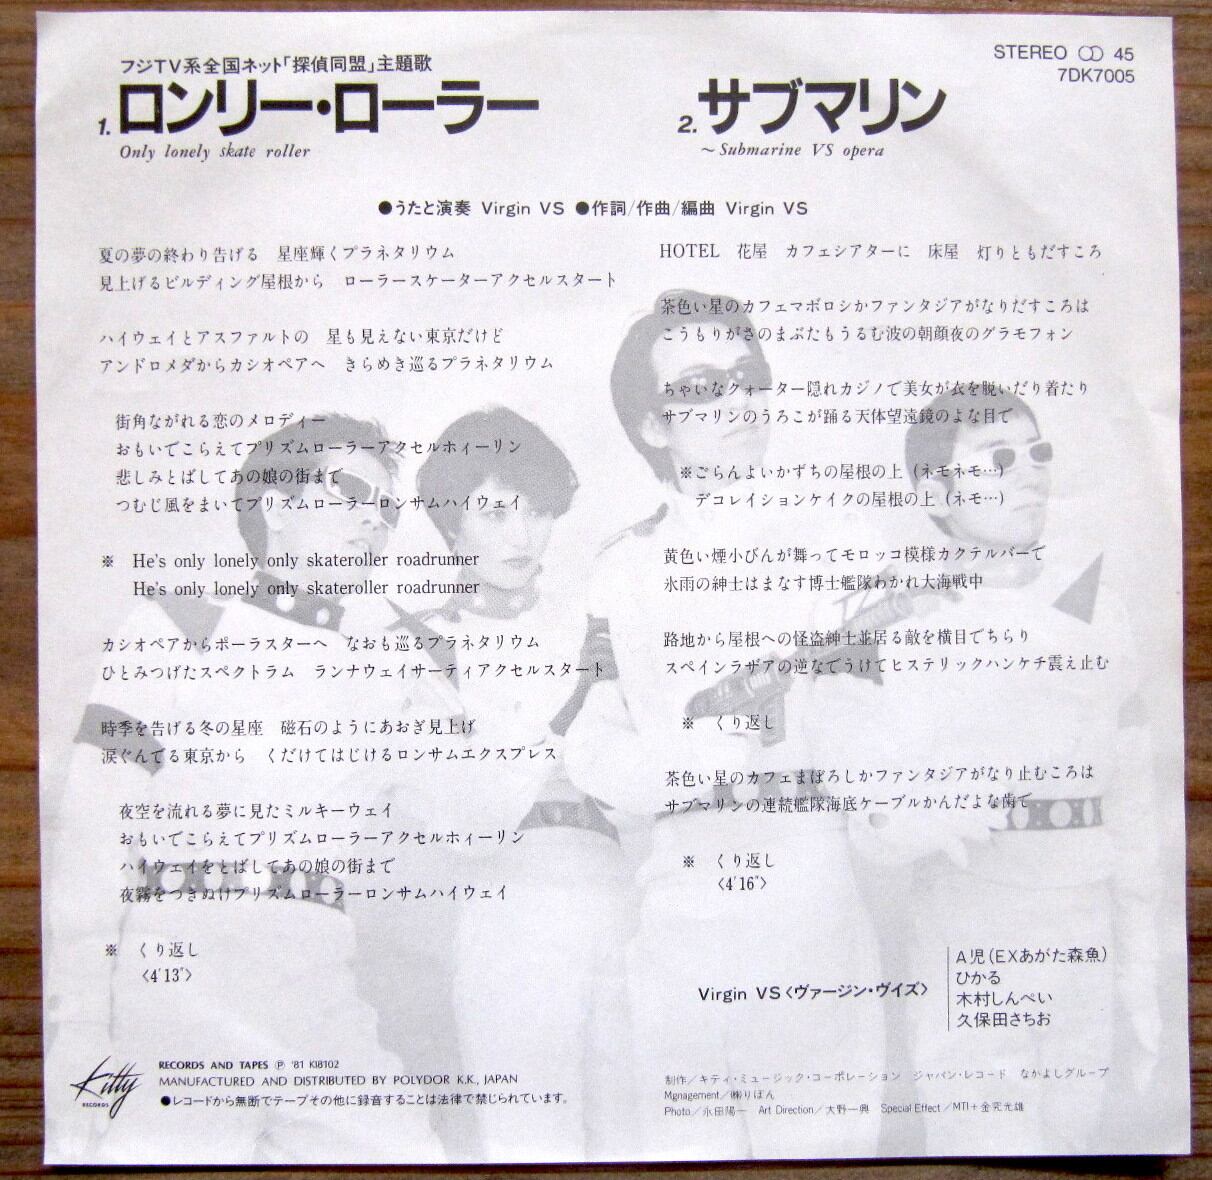 フジTV系全国ネット「探偵同盟」主題歌
1. ロンリー・ローラー
Only lonely skate roller
2. サブマリン
～Submarine VS opera
STEREO 45
7DK7005
●うたと演奏 Virgin VS ●作詞/作曲/編曲 Virgin VS
夏の夢の終わり告げる　星座輝くプラネタリウム
見上げるビルディング屋根から　ローラースケーターアクセルスタート
ハイウェイとアスファルトの　星も見えない東京だけど
アンドロメダからカシオペアへ　きらめき巡るプラネタリウム
街角ながれる恋のメロディー
おもいでこらえてプリズムローラーアクセルホィーリン
悲しみとばしてあの娘の街まで
つむじ風をまいてプリズムローラーロンサムハイウェイ
※　He's only lonely only skateroller roadrunner
He's only lonely only skateroller roadrunner
カシオペアからポーラスターへ　なおも巡るプラネタリウム
ひとみつげたスペクトラム　ランナウェイサーティアクセルスタート
時季を告げる冬の星座　磁石のようにあおぎ見上げ
涙ぐんでる東京から　くだけてはじけるロンサムエクスプレス
夜空を流れる夢に見たミルキーウェイ
おもいでこらえてプリズムローラーアクセルホィーリン
ハイウェイをとばしてあの娘の街まで
夜霧をつきぬけプリズムローラーロンサムハイウェイ
※　くり返し
〈4′13″〉
HOTEL　花屋　カフェシアターに　床屋　灯りともだすころ
茶色い星のカフェマボロシかファンタジアがなりだすころは
こうもりがさのまぶたもうるむ波の朝顔夜のグラモフォン
ちゃいなクォーター隠れカジノで美女が衣を脱いだり着たり
サブマリンのうろこが踊る天体望遠鏡のよな目で
※ごらんよいかずちの屋根の上（ネモネモ…）
デコレイションケイクの屋根の上（ネモ…）
黄色い煙小びんが舞ってモロッコ模様カクテルバーで
氷雨の紳士はまなす博士艦隊わかれ大海戦中
路地から屋根への怪盗紳士並居る敵を横目でちらり
スペインラザアの逆なでうけてヒステリックハンケチ震え止む
※　くり返し
茶色い星のカフェまぼろしかファンタジアがなり止むころは
サブマリンの連続艦隊海底ケーブルかんだよな歯で
※　くり返し
〈4′16″〉
Virgin VS〈ヴァージン・ヴイズ〉
A児(EXあがた森魚)
ひかる
木村しんぺい
久保田さちお
Kitty
RECORDS
RECORDS AND TAPES Ⓟ '81 KI8102
MANUFACTURED AND DISTRIBUTED BY POLYDOR K.K., JAPAN
●レコードから無断でテープその他に録音することは法律で禁じられています。
制作／キティ・ミュージック・コーポレーション　ジャパン・レコード　なかよしグループ
Mgnagement／㈱りぼん
Photo／永田陽一　Art Direction／大野一興　Special Effect／MTI＋金究光雄